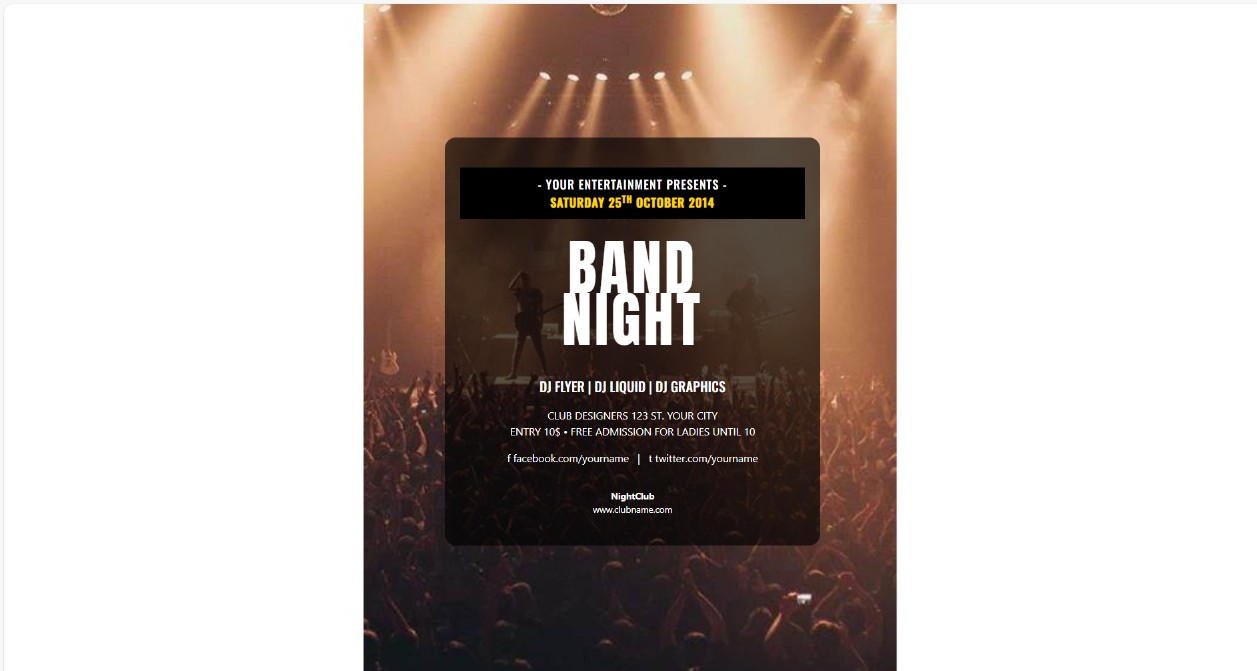 - YOUR ENTERTAINMENT PRESENTS -
SATURDAY 25TH OCTOBER 2014
BAND
NIGHT
DJ FLYER | DJ LIQUID | DJ GRAPHICS
CLUB DESIGNERS 123 ST. YOUR CITY
ENTRY 10$ • FREE ADMISSION FOR LADIES UNTIL 10
f facebook.com/yourname | t twitter.com/yourname
NightClub
www.clubname.com